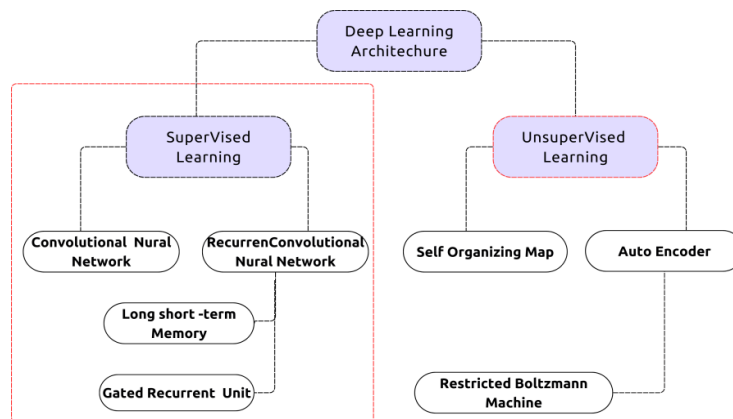 Deep Learning
Architechure
SuperVised
Learning
UnsuperVised
Learning
Convolutional Nural
Network
RecurrenConvolutional
Nural Network
Self Organizing Map
Auto Encoder
Long short -term
Memory
Gated Recurrent Unit
Restricted Boltzmann
Machine